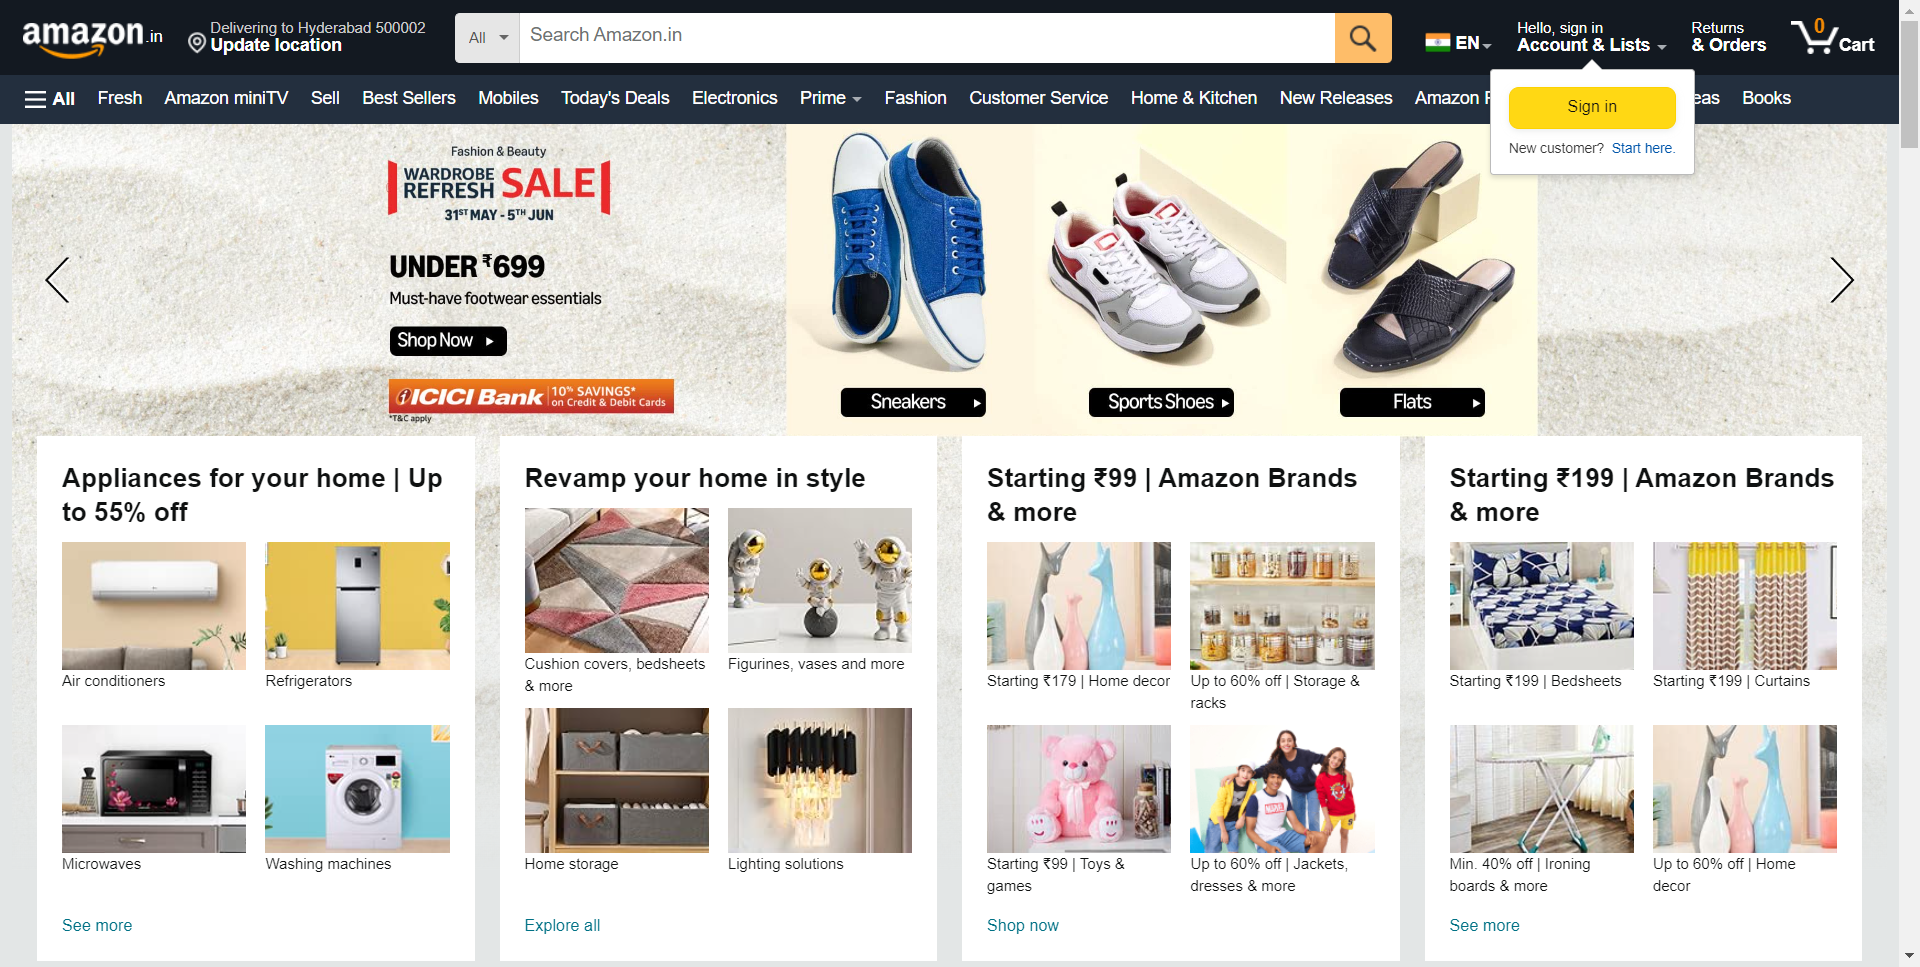 amazon.in
Delivering to Hyderabad 500002
Update location
All
Search Amazon.in
EN
Hello, sign in
Account & Lists
Returns
& Orders
0
Cart
All
Fresh
Amazon miniTV
Sell
Best Sellers
Mobiles
Today's Deals
Electronics
Prime
Fashion
Customer Service
Home & Kitchen
New Releases
Amazon
Books
Sign in
New customer? Start here.
Fashion & Beauty
WARDROBE
REFRESH
SALE
31ST MAY - 5TH JUN
UNDER ₹699
Must-have footwear essentials
Shop Now
ICICI Bank
10% SAVINGS*
on Credit & Debit Cards
*T&C apply
Sneakers
Sports Shoes
Flats
Appliances for your home | Up
to 55% off
Air conditioners
Refrigerators
Microwaves
Washing machines
See more
Revamp your home in style
Cushion covers, bedsheets
& more
Figurines, vases and more
Home storage
Lighting solutions
Explore all
Starting ₹99 | Amazon Brands
& more
Starting ₹179 | Home decor
Up to 60% off | Storage &
racks
Starting ₹99 | Toys &
games
Up to 60% off | Jackets,
dresses & more
Shop now
Starting ₹199 | Amazon Brands
& more
Starting ₹199 | Bedsheets
Starting ₹199 | Curtains
Min. 40% off | Ironing
boards & more
Up to 60% off | Home
decor
See more